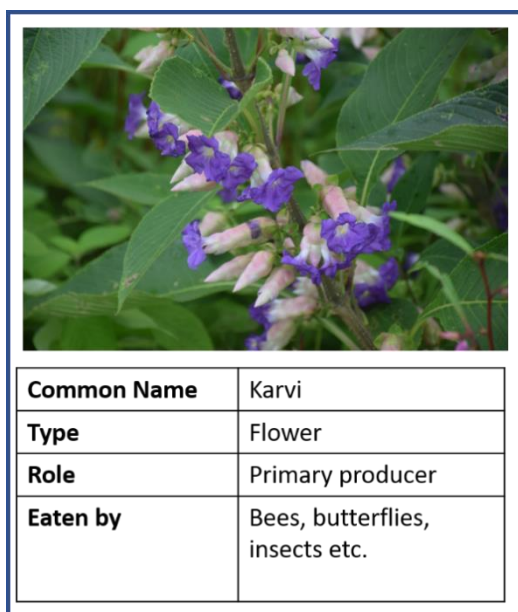 Common Name Karvi
Type Flower
Role Primary producer
Eaten by Bees, butterflies,
insects etc.